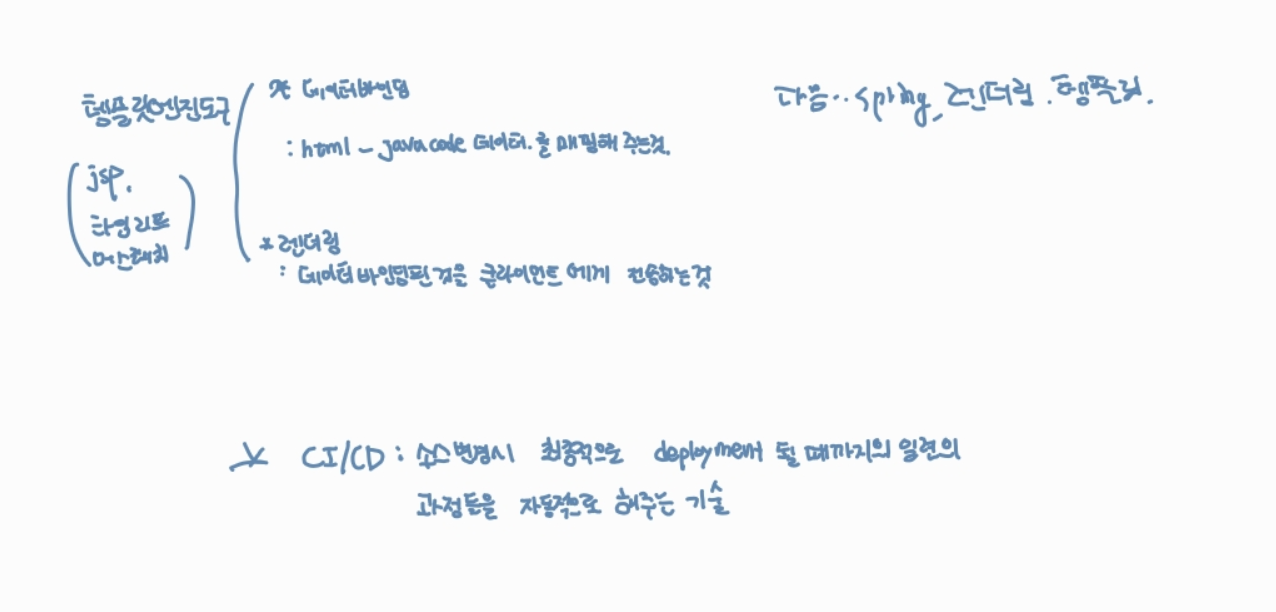 템플릿엔진도구
(jsp,
타임리프
머스태치)
* 데이터바인딩
: html - java code 데이터.를 매핑해 주는것.
* 렌더링
: 데이터 바인딩된 것을 클라이언트에게 전송하는것
다음.. spring, 렌더링. 템플릿.
* CI/CD : 소스변경시 최종적으로 deployment 될 때까지의 일련의
과정들을 자동적으로 해주는 기술